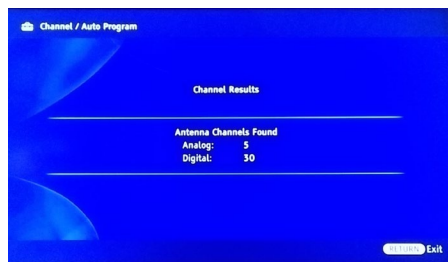 Channel / Auto Program
Channel Results
Antenna Channels Found
Analog: 5
Digital: 30
RETURN Exit